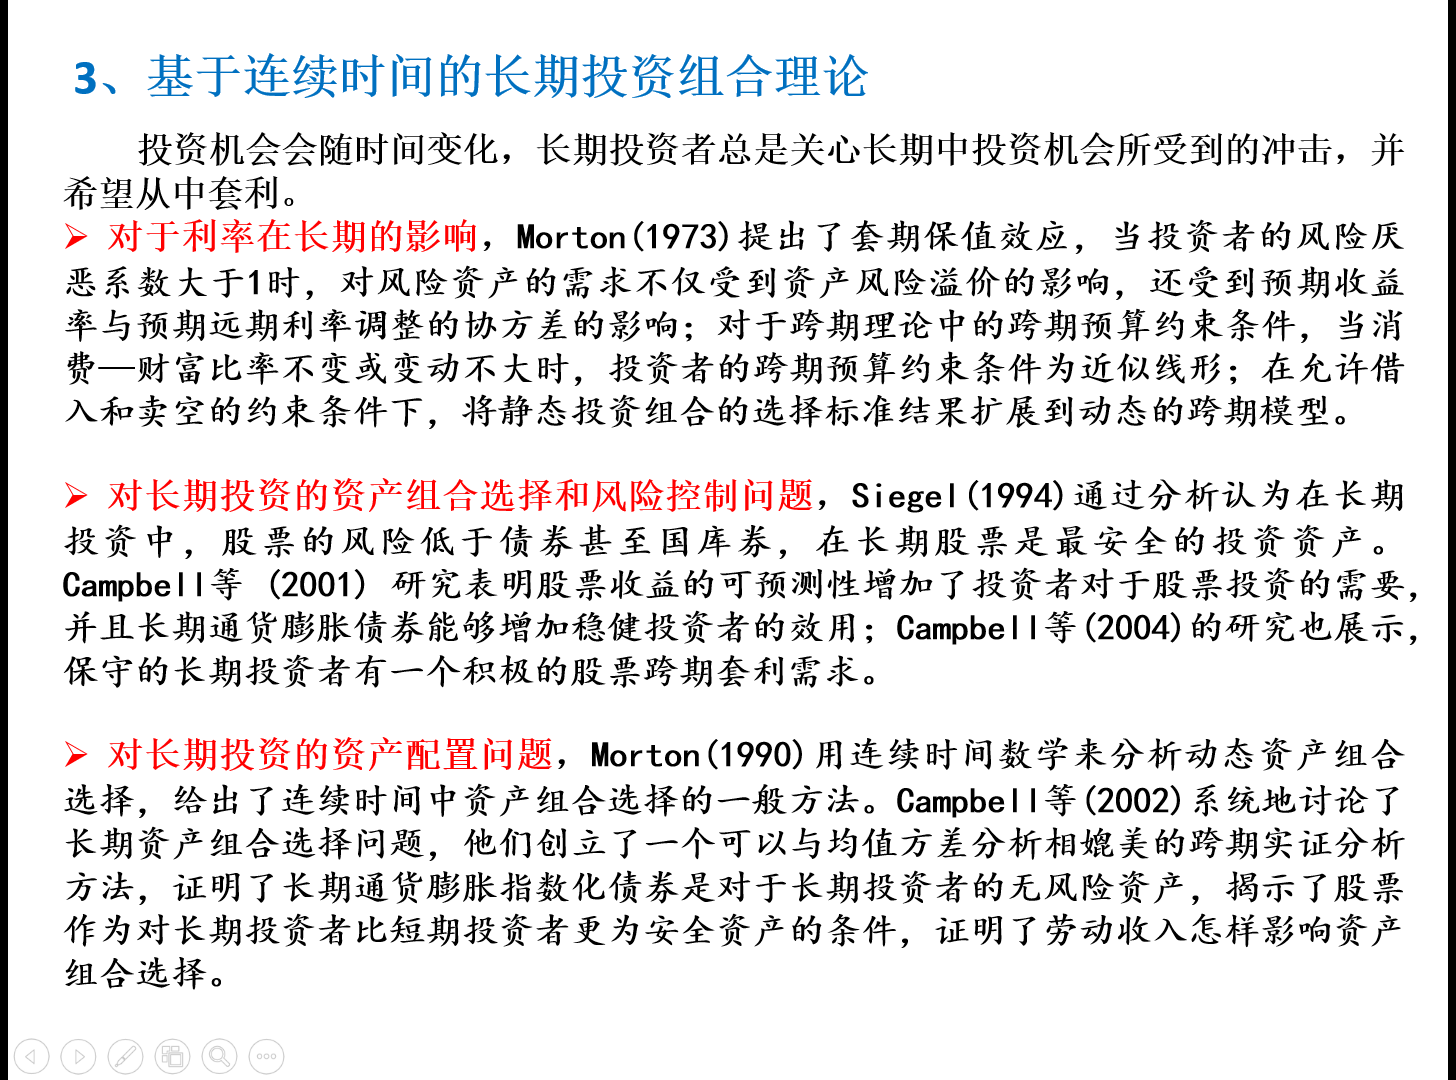 3、基于连续时间的长期投资组合理论
投资机会会随时间变化，长期投资者总是关心长期中投资机会所受到的冲击，并
希望从中套利。
➢ 对于利率在长期的影响，Morton(1973)提出了套期保值效应，当投资者的风险厌
恶系数大于1时，对风险资产的需求不仅受到资产风险溢价的影响，还受到预期收益
率与预期远期利率调整的协方差的影响；对于跨期理论中的跨期预算约束条件，当消
费—财富比率不变或变动不大时，投资者的跨期预算约束条件为近似线形；在允许借
入和卖空的约束条件下，将静态投资组合的选择标准结果扩展到动态的跨期模型。
➢ 对长期投资的资产组合选择和风险控制问题，Siegel(1994)通过分析认为在长期
投资中，股票的风险低于债券甚至国库券，在长期股票是最安全的投资资产。
Campbell等 (2001) 研究表明股票收益的可预测性增加了投资者对于股票投资的需要，
并且长期通货膨胀债券能够增加稳健投资者的效用；Campbell等(2004)的研究也展示，
保守的长期投资者有一个积极的股票跨期套利需求。
➢ 对长期投资的资产配置问题，Morton(1990)用连续时间数学来分析动态资产组合
选择，给出了连续时间中资产组合选择的一般方法。Campbell等(2002)系统地讨论了
长期资产组合选择问题，他们创立了一个可以与均值方差分析相媲美的跨期实证分析
方法，证明了长期通货膨胀指数化债券是对于长期投资者的无风险资产，揭示了股票
作为对长期投资者比短期投资者更为安全资产的条件，证明了劳动收入怎样影响资产
组合选择。